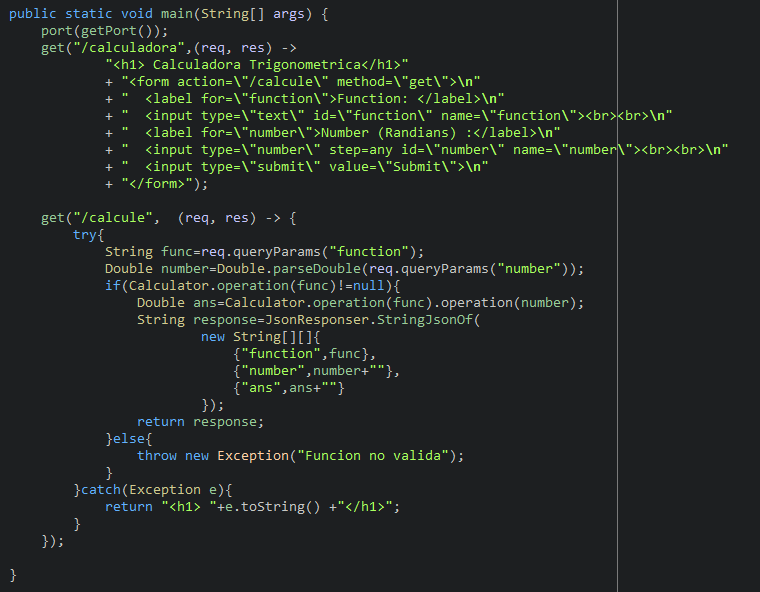 public static void main(String[] args) {
    port(getPort());
    get("/calculadora",(req, res) ->
            "<h1> Calculadora Trigonometrica</h1>"
            + "<form action=\"/calcule\" method=\"get\">\n"
            + "  <label for=\"function\">Function: </label>\n"
            + "  <input type=\"text\" id=\"function\" name=\"function\"><br><br>\n"
            + "  <label for=\"number\">Number (Randians) :</label>\n"
            + "  <input type=\"number\" step=any id=\"number\" name=\"number\"><br><br>\n"
            + "  <input type=\"submit\" value=\"Submit\">\n"
            + "</form>");
    get("/calcule",  (req, res) -> {
        try{
            String func=req.queryParams("function");
            Double number=Double.parseDouble(req.queryParams("number"));
            if(Calculator.operation(func)!=null){
                Double ans=Calculator.operation(func).operation(number);
                String response=JsonResponser.StringJsonOf(
                        new String[][]{
                            {"function",func},
                            {"number",number+""},
                            {"ans",ans+""}
                        });
                return response;
            }else{
                throw new Exception("Funcion no valida");
            }
        }catch(Exception e){
            return "<h1> "+e.toString() +"</h1>";
        }
    });
}